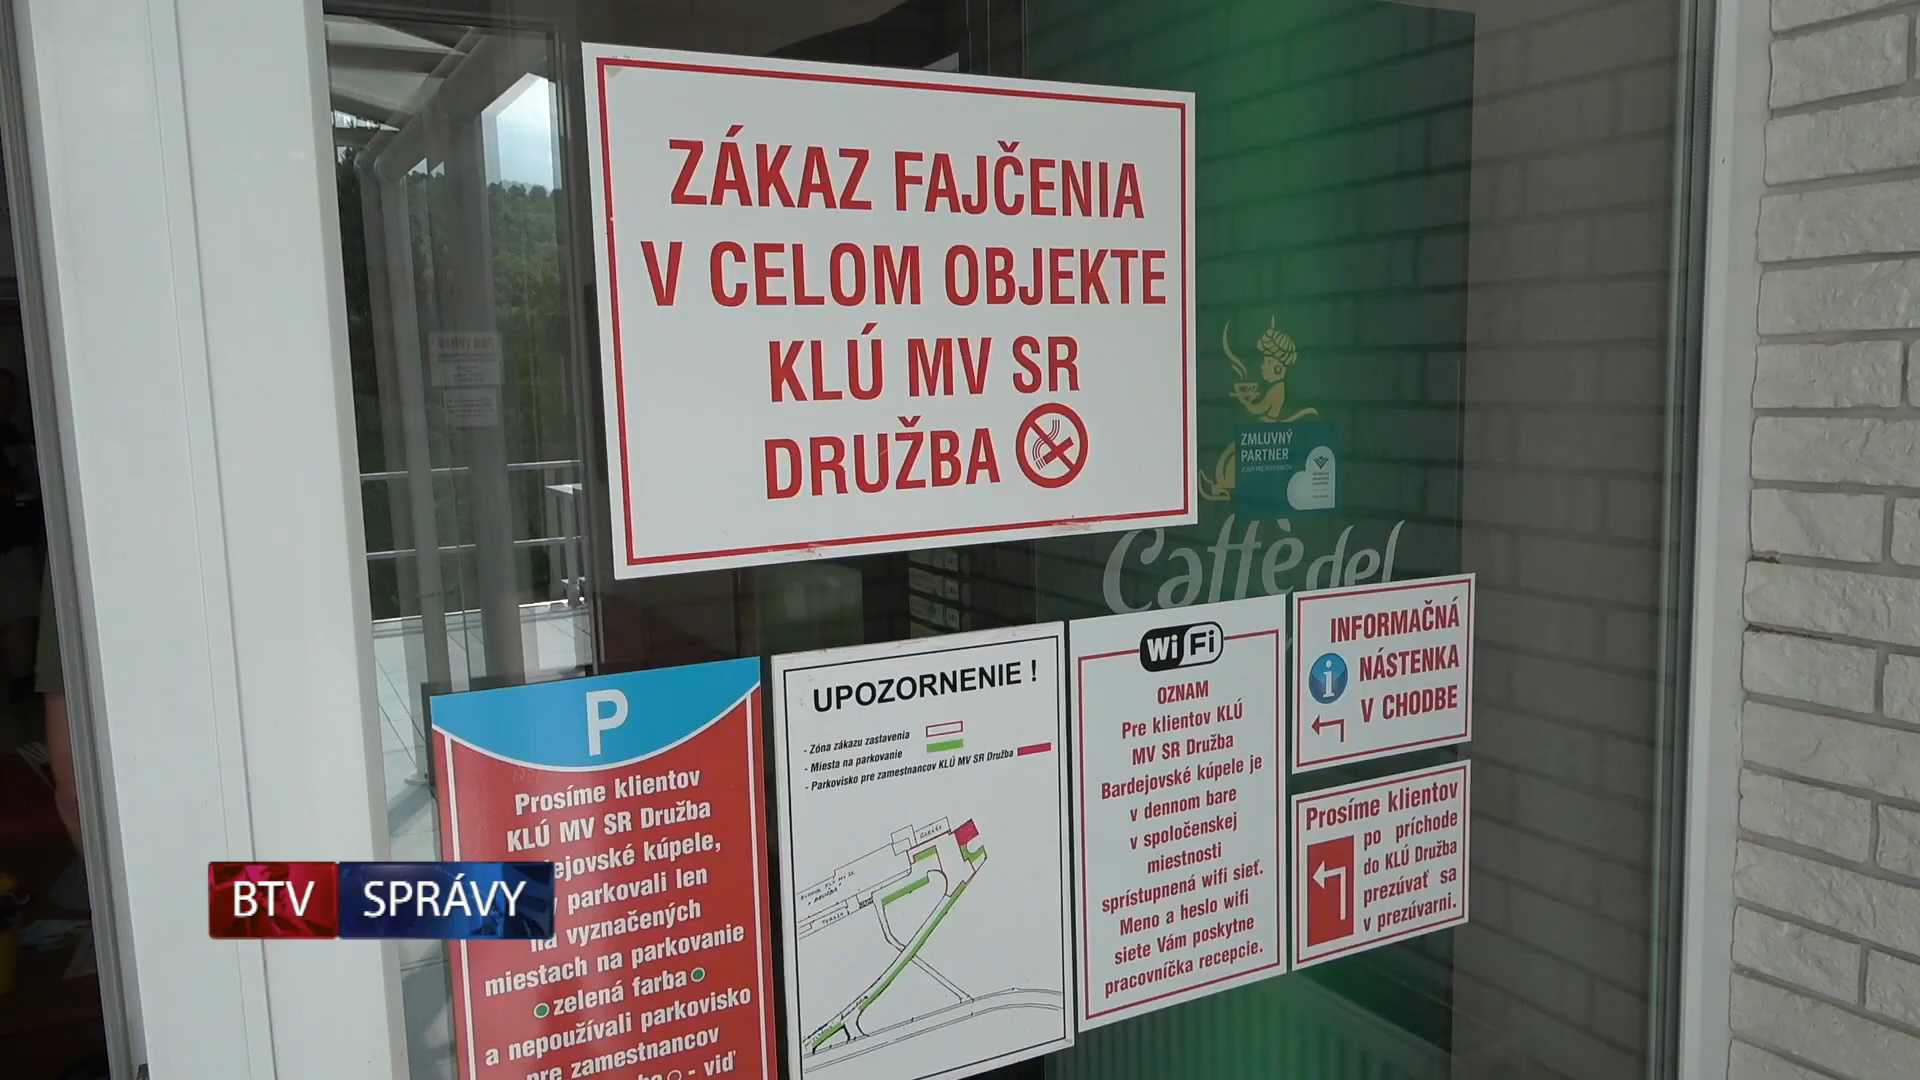 ZÁKAZ FAJČENIA
V CELOM OBJEKTE
KLÚ MV SR
DRUŽBA
ZMLUVNÝ
PARTNER
Caffè del
P
Prosíme klientov
KLÚ MV SR Družba
ejovské kúpele,
parkovali len
na vyznačených
miestach na parkovanie
zelená farba
a nepoužívali parkovisko
pre zamestnancov
- viď
UPOZORNENIE !
- Zóna zákazu zastavenia
- Miesta na parkovanie
- Parkovisko pre zamestnancov KLÚ MV SR Družba
TERASA
WiFi
OZNAM
Pre klientov KLÚ
MV SR Družba
Bardejovské kúpele je
v dennom bare
v spoločenskej
miestnosti
sprístupnená wifi sieť.
Meno a heslo wifi
siete Vám poskytne
pracovníčka recepcie.
INFORMAČNÁ
i NÁSTENKA
V CHODBE
Prosíme klientov
po príchode
do KLÚ Družba
prezúvať sa
v prezúvarni.
BTV SPRÁVY